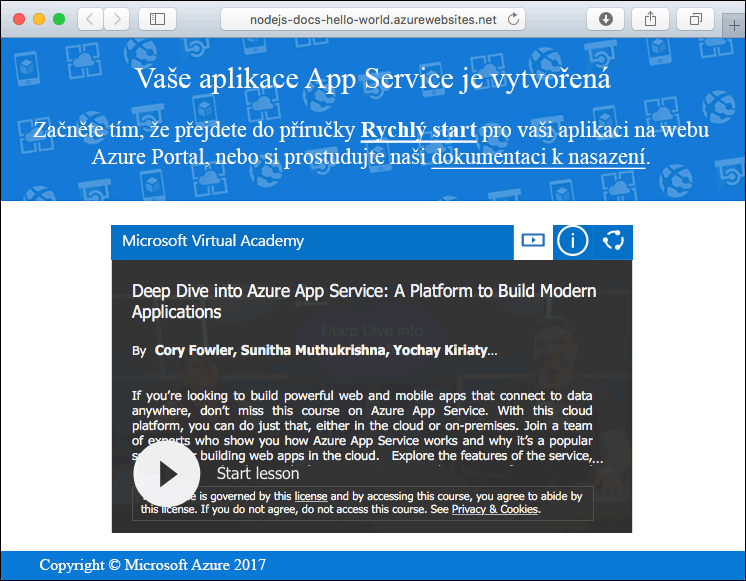 nodejs-docs-hello-world.azurewebsites.net
Vaše aplikace App Service je vytvořená
Začněte tím, že přejdete do příručky Rychlý start pro vaši aplikaci na webu
Azure Portal, nebo si prostudujte naši dokumentaci k nasazení.
Microsoft Virtual Academy
Deep Dive into Azure App Service: A Platform to Build Modern
Applications
Deep Dive into
By Cory Fowler, Sunitha Muthukrishna, Yochay Kiriaty...
If you're looking to build powerful web and mobile apps that connect to data
anywhere, don't miss this course on Azure App Service. With this cloud
platform, you can do just that, either in the cloud or on-premises. Join a team
of experts who show you how Azure App Service works and why it's a popular
building web apps in the cloud. Explore the features of the service, ...
Start lesson
is governed by this license and by accessing this course, you agree to abide by
this license. If you do not agree, do not access this course. See Privacy & Cookies.
Copyright © Microsoft Azure 2017